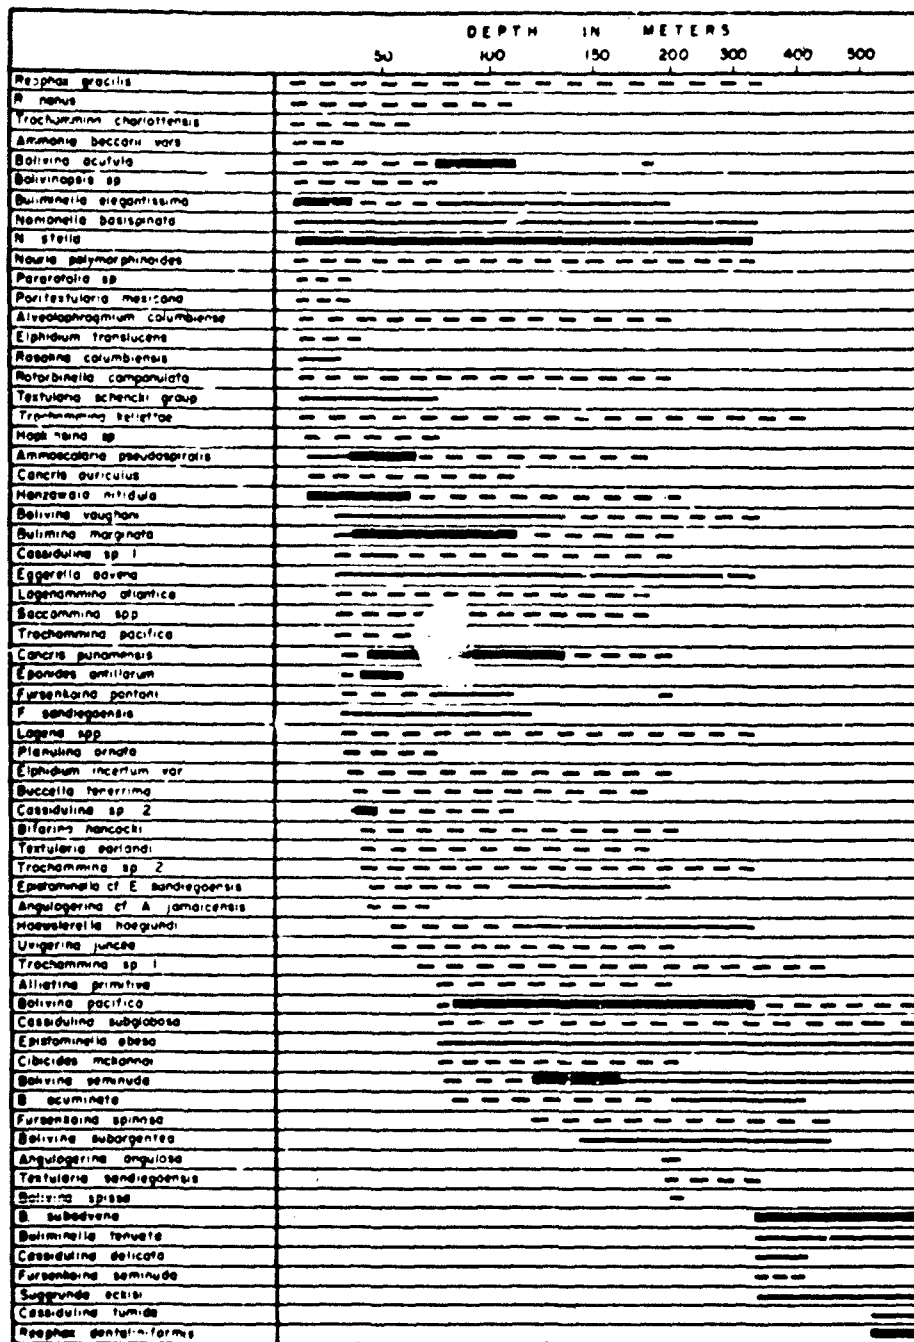 DEPTH IN METERS
50 100 150 200 300 400 500
Reophax gracilis
R. nanus
Trochammina charlottensis
Ammonia beccarii vars
Bolivina acutula
Bolivinopsis sp
Buliminella elegantissima
Nonionella basispinata
N stella
Nouria polymorphinoides
Pararotalia sp
Poritextularia mexicana
Alveolophragmium columbiense
Elphidium translucens
Rosalina columbiensis
Rotorbinella campanulata
Textularia schencki group
Trochammina kellettae
Hopkinsina sp
Ammoscalaria pseudospiralis
Cancris auriculus
Hanzawaia nitidula
Bolivina vaughani
Bulimina marginata
Cassidulina sp 1
Eggerella advena
Lagenammina atlantica
Saccammina spp
Trochammina pacifica
Cancris panamensis
Eponides antillarum
Fursenkoina pontoni
F sandiegoensis
Lagena spp
Planulina ornata
Elphidium incertum var
Buccella tenerrima
Cassidulina sp 2
Bifarina hancocki
Textularia earlandi
Trochammina sp 2
Epistominella cf E sandiegoensis
Angulogerina cf A jamaicensis
Hoeglundi
Uvigerina juncea
Trochammina sp 1
Alliatina primitiva
Bolivina pacifica
Cassidulina subglobosa
Epistominella obesa
Cibicides mckannai
Bolivina seminuda
B acuminata
Fursenkoina spinosa
Bolivina subargentea
Angulogerina angulosa
Textularia sandiegoensis
Bolivina spissa
B. subadvena
Buliminella tenuata
Cassidulina delicata
Fursenkoina seminuda
Suggrunda eckisi
Cassidulina tumida
Reophax dentaliniformis